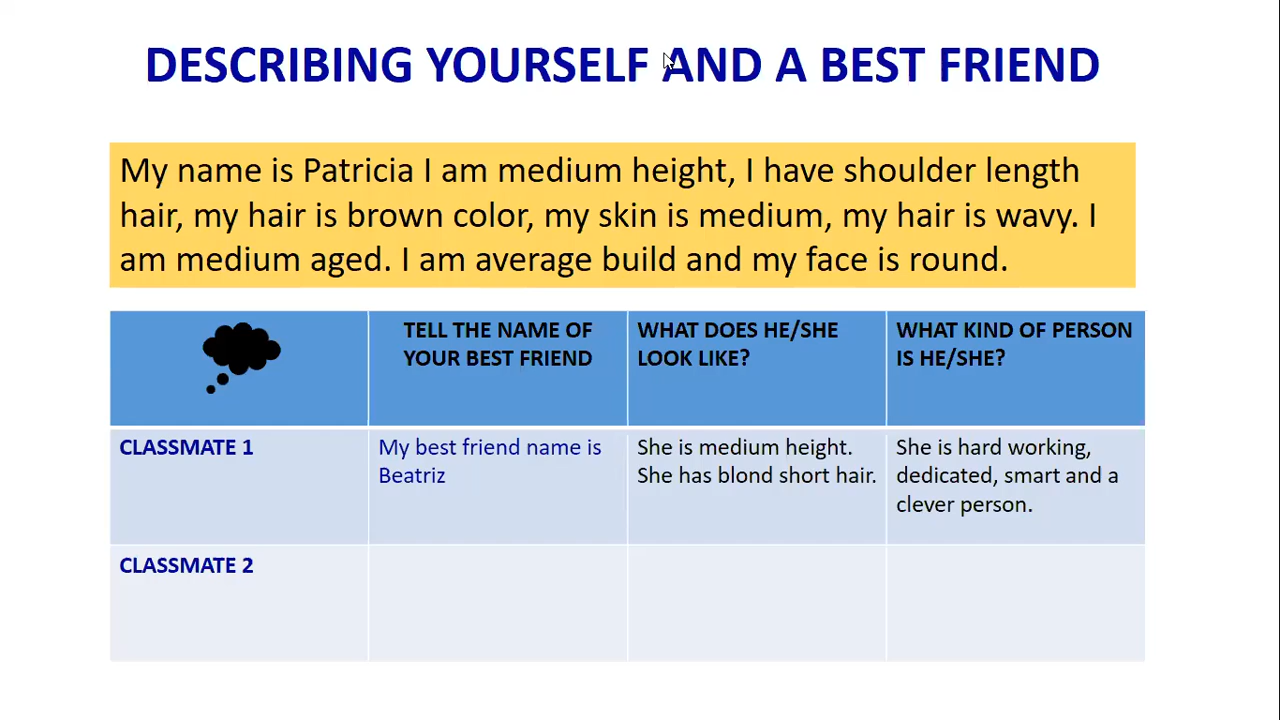 DESCRIBING YOURSELF AND A BEST FRIEND
My name is Patricia I am medium height, I have shoulder length
hair, my hair is brown color, my skin is medium, my hair is wavy. I
am medium aged. I am average build and my face is round.
TELL THE NAME OF
YOUR BEST FRIEND
WHAT DOES HE/SHE
LOOK LIKE?
WHAT KIND OF PERSON
IS HE/SHE?
CLASSMATE 1
My best friend name is
Beatriz
She is medium height.
She has blond short hair.
She is hard working,
dedicated, smart and a
clever person.
CLASSMATE 2